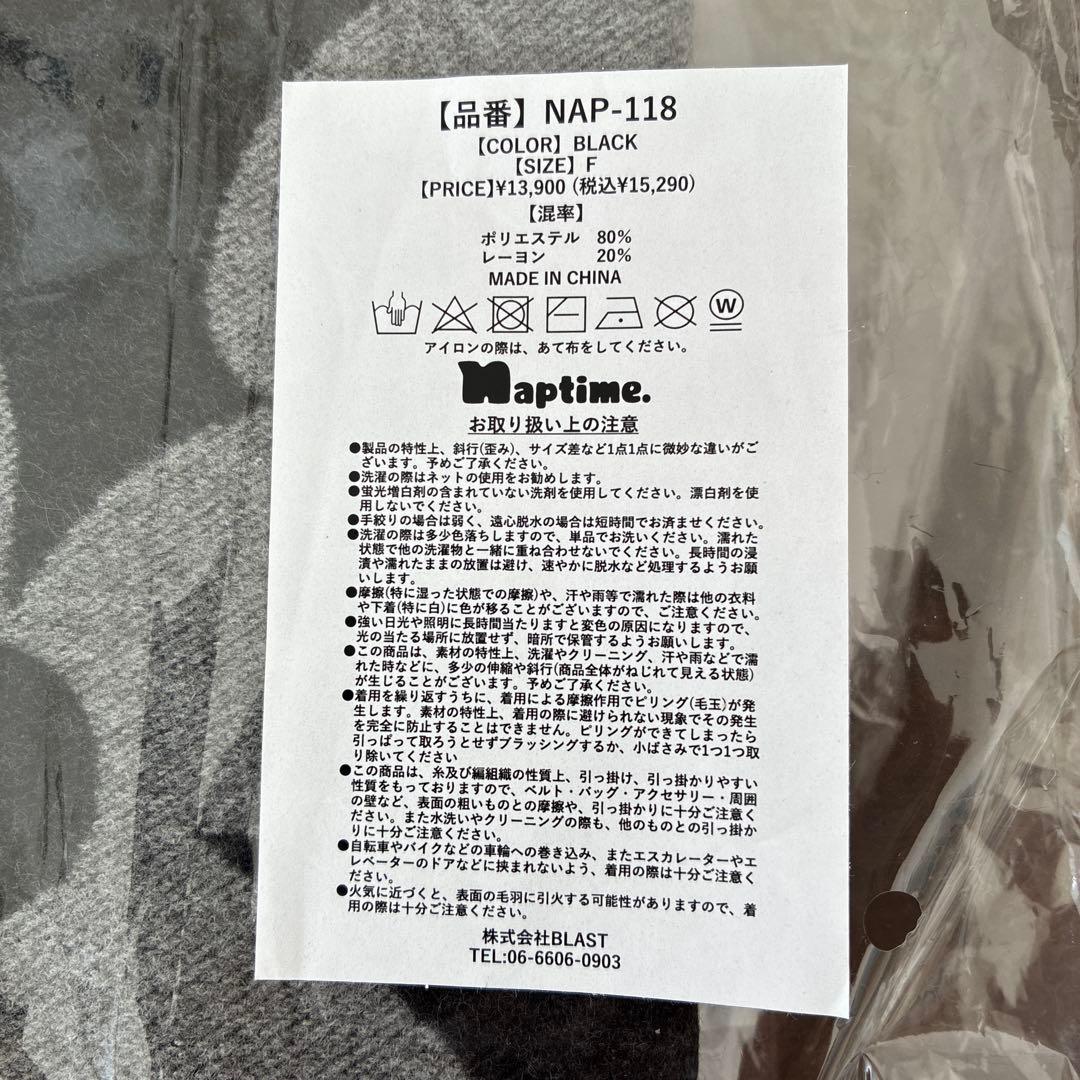 【品番】NAP-118
【COLOR】BLACK
【SIZE】F
【PRICE】¥13,900（税込¥15,290）
【混率】
ポリエステル 80%
レーヨン 20%
MADE IN CHINA
W
アイロンの際は、あて布をしてください。
Naptime.
お取り扱い上の注意
●製品の特性上、斜行(歪み)、サイズ差など1点1点に微妙な違いがご
ざいます。予めご了承ください。
●洗濯の際はネットの使用をお勧めします。
●蛍光増白剤の含まれていない洗剤を使用してください。漂白剤を使
用しないでください。
●手絞りの場合は弱く、遠心脱水の場合は短時間でお済ませください。
●洗濯の際は多少色落ちしますので、単品でお洗いください。濡れた
状態で他の洗濯物と一緒に重ね合わせないでください。長時間の浸
漬や濡れたままの放置は避け、速やかに脱水など処理するようお願
いします。
●摩擦(特に湿った状態での摩擦)や、汗や雨等で濡れた際は他の衣料
や下着(特に白)に色が移ることがございますので、ご注意ください。
●強い日光や照明に長時間当たりますと変色の原因になりますので、
光の当たる場所に放置せず、暗所で保管するようお願いします。
●この商品は、素材の特性上、洗濯やクリーニング、汗や雨などで濡
れた時などに、多少の伸縮や斜行(商品全体がねじれて見える状態)
が生じることがございます。予めご了承ください。
●着用を繰り返すうちに、着用による摩擦作用でピリング(毛玉)が発
生します。素材の特性上、着用の際に避けられない現象でその発生
を完全に防止することはできません。ピリングができてしまったら
引っぱって取ろうとせずブラッシングするか、小ばさみで1つ1つ取
り除いてください
●この商品は、糸及び編組織の性質上、引っ掛け、引っ掛かりやすい
性質をもっておりますので、ベルト・バッグ・アクセサリー・周囲
の壁など、表面の粗いものとの摩擦や、引っ掛かりに十分ご注意く
ださい。また水洗いやクリーニングの際も、他のものとの引っ掛か
りに十分ご注意ください。
●自転車やバイクなどの車輪への巻き込み、またエスカレーターやエ
レベーターのドアなどに挟まれないよう、着用の際は十分ご注意く
ださい。
●火気に近づくと、表面の毛羽に引火する可能性がありますので、着
用の際は十分ご注意ください。
株式会社BLAST
TEL:06-6606-0903